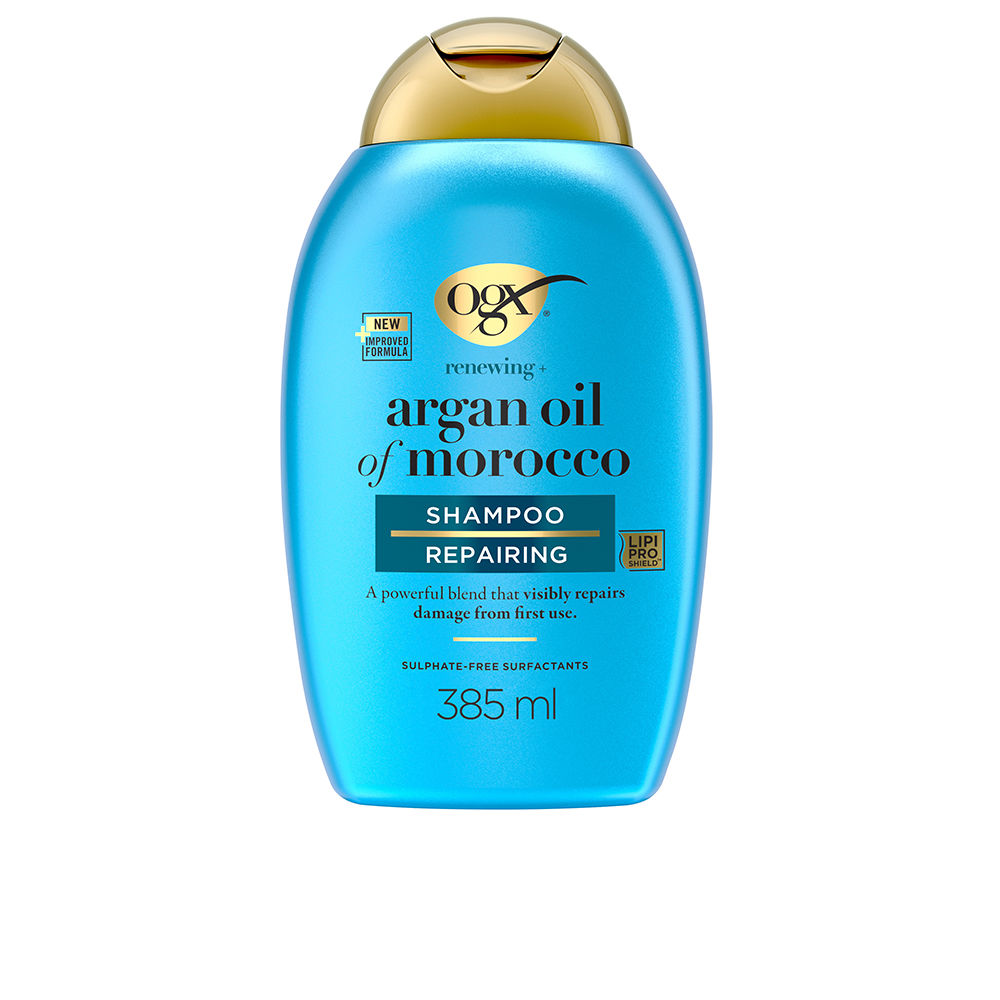 ogx®
NEW
+IMPROVED
FORMULA
renewing +
argan oil
of morocco
SHAMPOO
REPAIRING
LIPI
PRO
SHIELD™
A powerful blend that visibly repairs
damage from first use.
SULPHATE-FREE SURFACTANTS
385 ml